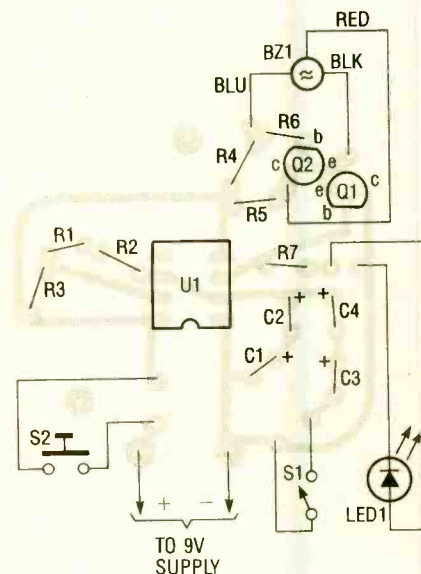 RED
BZ1
BLU
BLK
R6
b
R4
c
Q2
e
e
Q1
c
b
R5
R1
R2
R3
U1
R7
+
+
C2
C4
C1
+
+
C3
S2
S1
+ −
LED1
TO 9V
SUPPLY